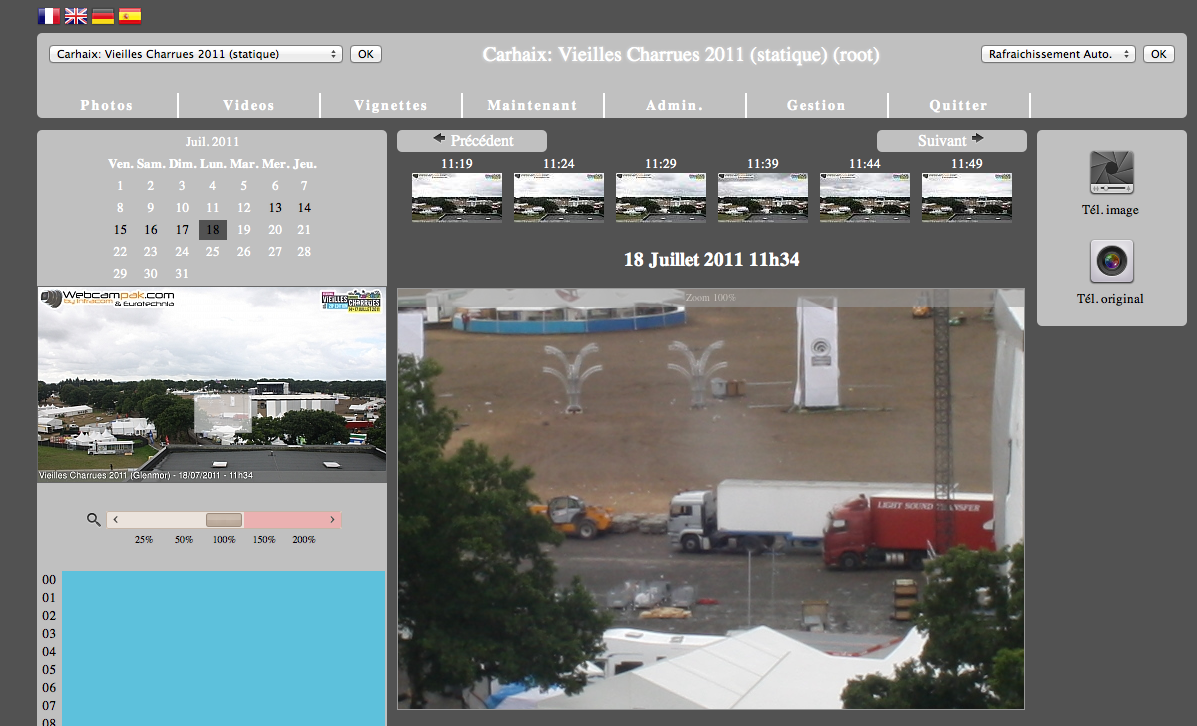 Carhaix: Vieilles Charrues 2011 (statique) OK Carhaix: Vieilles Charrues 2011 (statique) (root) Rafraichissement Auto. OK
Photos Videos Vignettes Maintenant Admin. Gestion Quitter
Juil. 2011
Ven. Sam. Dim. Lun. Mar. Mer. Jeu.
1 2 3 4 5 6 7
8 9 10 11 12 13 14
15 16 17 18 19 20 21
22 23 24 25 26 27 28
29 30 31
Webcampak.com
by Infracom & Eurotechnia
VIEILLES
CHARRUES
Vieilles Charrues 2011 (Glenmor) - 18/07/2011 - 11h34
25% 50% 100% 150% 200%
00
01
02
03
04
05
06
07
08
Précédent Suivant
11:19 11:24 11:29 11:39 11:44 11:49
18 Juillet 2011 11h34
Zoom 100%
LIGHT SOUND TRANSFER
Tél. image
Tél. original